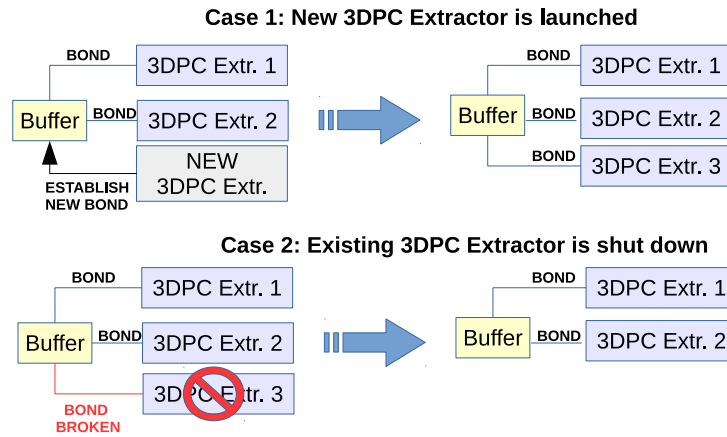 Case 1: New 3DPC Extractor is launched
BOND
3DPC Extr. 1
Buffer
BOND
3DPC Extr. 2
NEW
3DPC Extr.
ESTABLISH
NEW BOND
BOND
3DPC Extr. 1
Buffer
BOND
3DPC Extr. 2
BOND
3DPC Extr. 3
Case 2: Existing 3DPC Extractor is shut down
BOND
3DPC Extr. 1
Buffer
BOND
3DPC Extr. 2
3DPC Extr. 3
BOND
BROKEN
BOND
3DPC Extr. 1
Buffer
BOND
3DPC Extr. 2